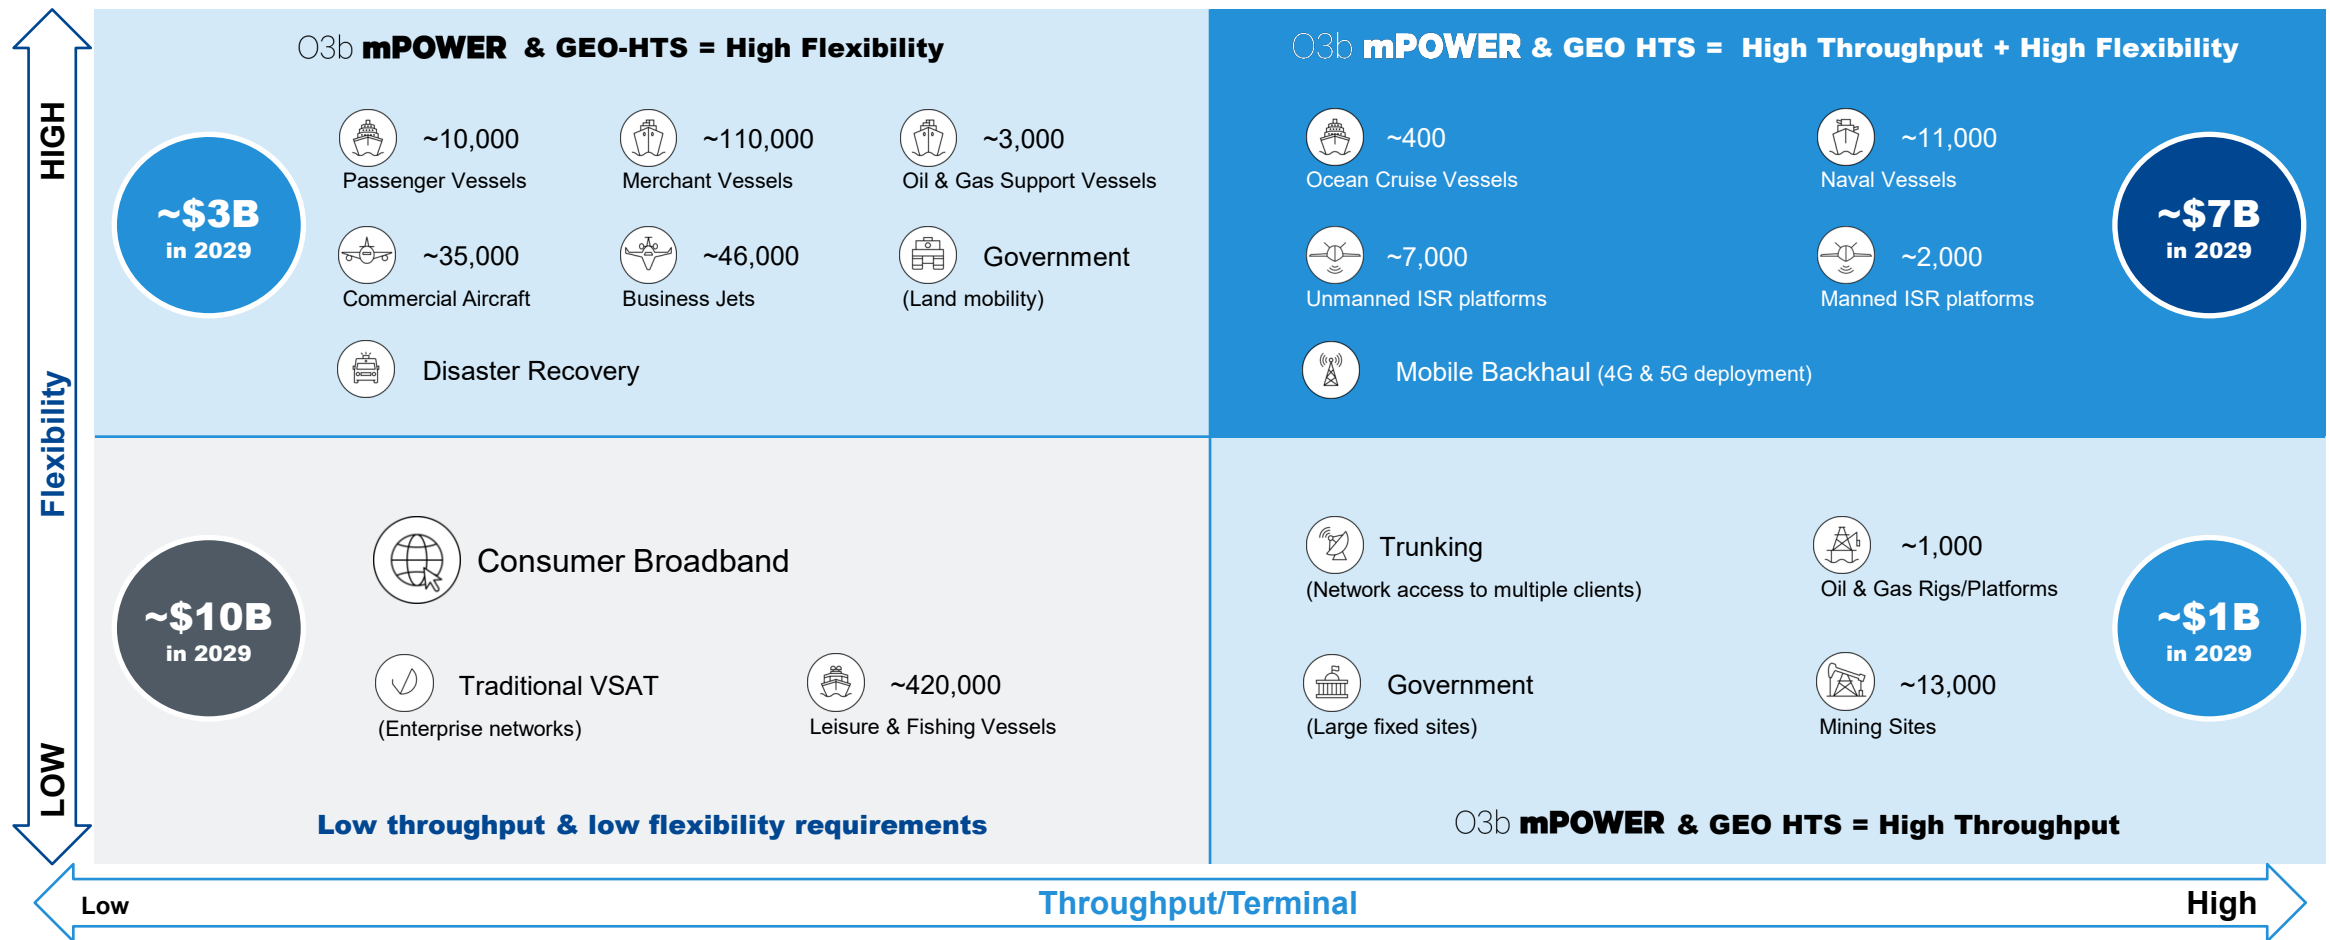 HIGH
Flexibility
LOW
O3b mPOWER & GEO-HTS = High Flexibility
~$3B
in 2029
~10,000
Passenger Vessels
~110,000
Merchant Vessels
~3,000
Oil & Gas Support Vessels
~35,000
Commercial Aircraft
~46,000
Business Jets
Government
(Land mobility)
Disaster Recovery
O3b mPOWER & GEO HTS = High Throughput + High Flexibility
~400
Ocean Cruise Vessels
~11,000
Naval Vessels
~7,000
Unmanned ISR platforms
~2,000
Manned ISR platforms
Mobile Backhaul (4G & 5G deployment)
~$7B
in 2029
~$10B
in 2029
Consumer Broadband
Traditional VSAT
(Enterprise networks)
~420,000
Leisure & Fishing Vessels
Low throughput & low flexibility requirements
Trunking
(Network access to multiple clients)
~1,000
Oil & Gas Rigs/Platforms
Government
(Large fixed sites)
~13,000
Mining Sites
~$1B
in 2029
O3b mPOWER & GEO HTS = High Throughput
Low
Throughput/Terminal
High